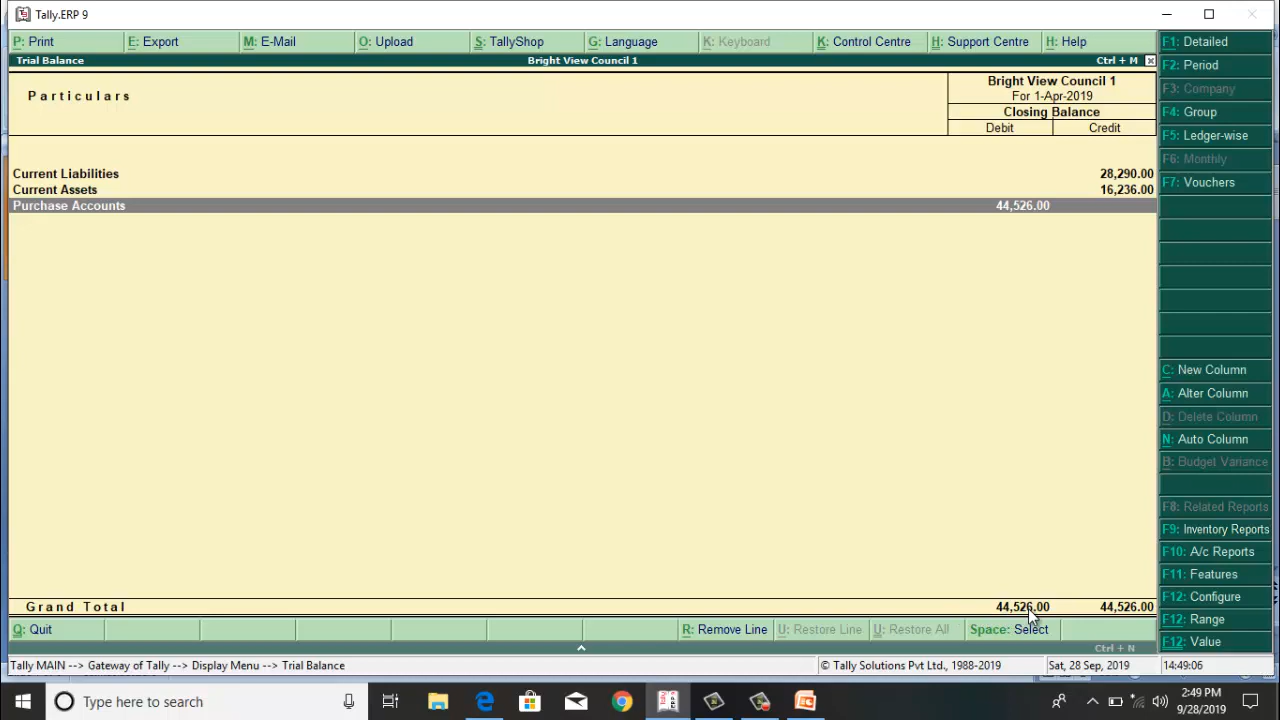 Tally.ERP 9
P: Print E: Export M: E-Mail O: Upload S: TallyShop G: Language K: Keyboard K: Control Centre H: Support Centre H: Help
Trial Balance Bright View Council 1 Ctrl + M
Particulars
Bright View Council 1
For 1-Apr-2019
Closing Balance
Debit Credit
Current Liabilities 28,290.00
Current Assets 16,236.00
Purchase Accounts 44,526.00
Grand Total 44,526.00 44,526.00
Q: Quit R: Remove Line U: Restore Line U: Restore All Space: Select
Ctrl + N
Tally MAIN --> Gateway of Tally --> Display Menu --> Trial Balance © Tally Solutions Pvt Ltd., 1988-2019 Sat, 28 Sep, 2019 14:49:06
F1: Detailed
F2: Period
F3: Company
F4: Group
F5: Ledger-wise
F6: Monthly
F7: Vouchers
C: New Column
A: Alter Column
D: Delete Column
N: Auto Column
B: Budget Variance
F8: Related Reports
F9: Inventory Reports
F10: A/c Reports
F11: Features
F12: Configure
F12: Range
F12: Value
Type here to search
2:49 PM
9/28/2019